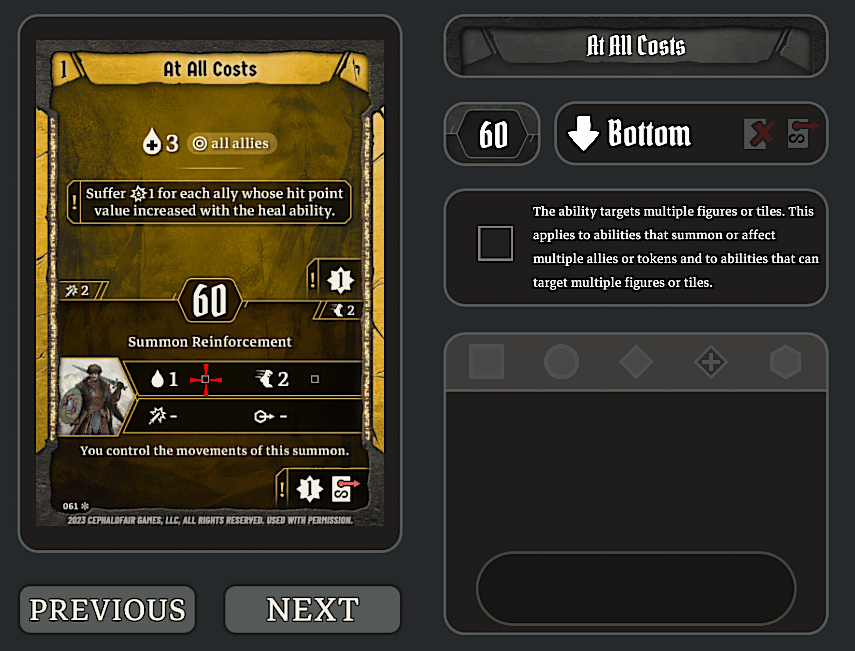 1
At All Costs
3 all allies
! Suffer 1 for each ally whose hit point
value increased with the heal ability.
2
60
! 1
2
Summon Reinforcement
1
2
-
-
You control the movements of this summon.
! 1
061
2023 CEPHALOFAIR GAMES, LLC, ALL RIGHTS RESERVED. USED WITH PERMISSION.
PREVIOUS
NEXT
At All Costs
60
Bottom
The ability targets multiple figures or tiles. This
applies to abilities that summon or affect
multiple allies or tokens and to abilities that can
target multiple figures or tiles.